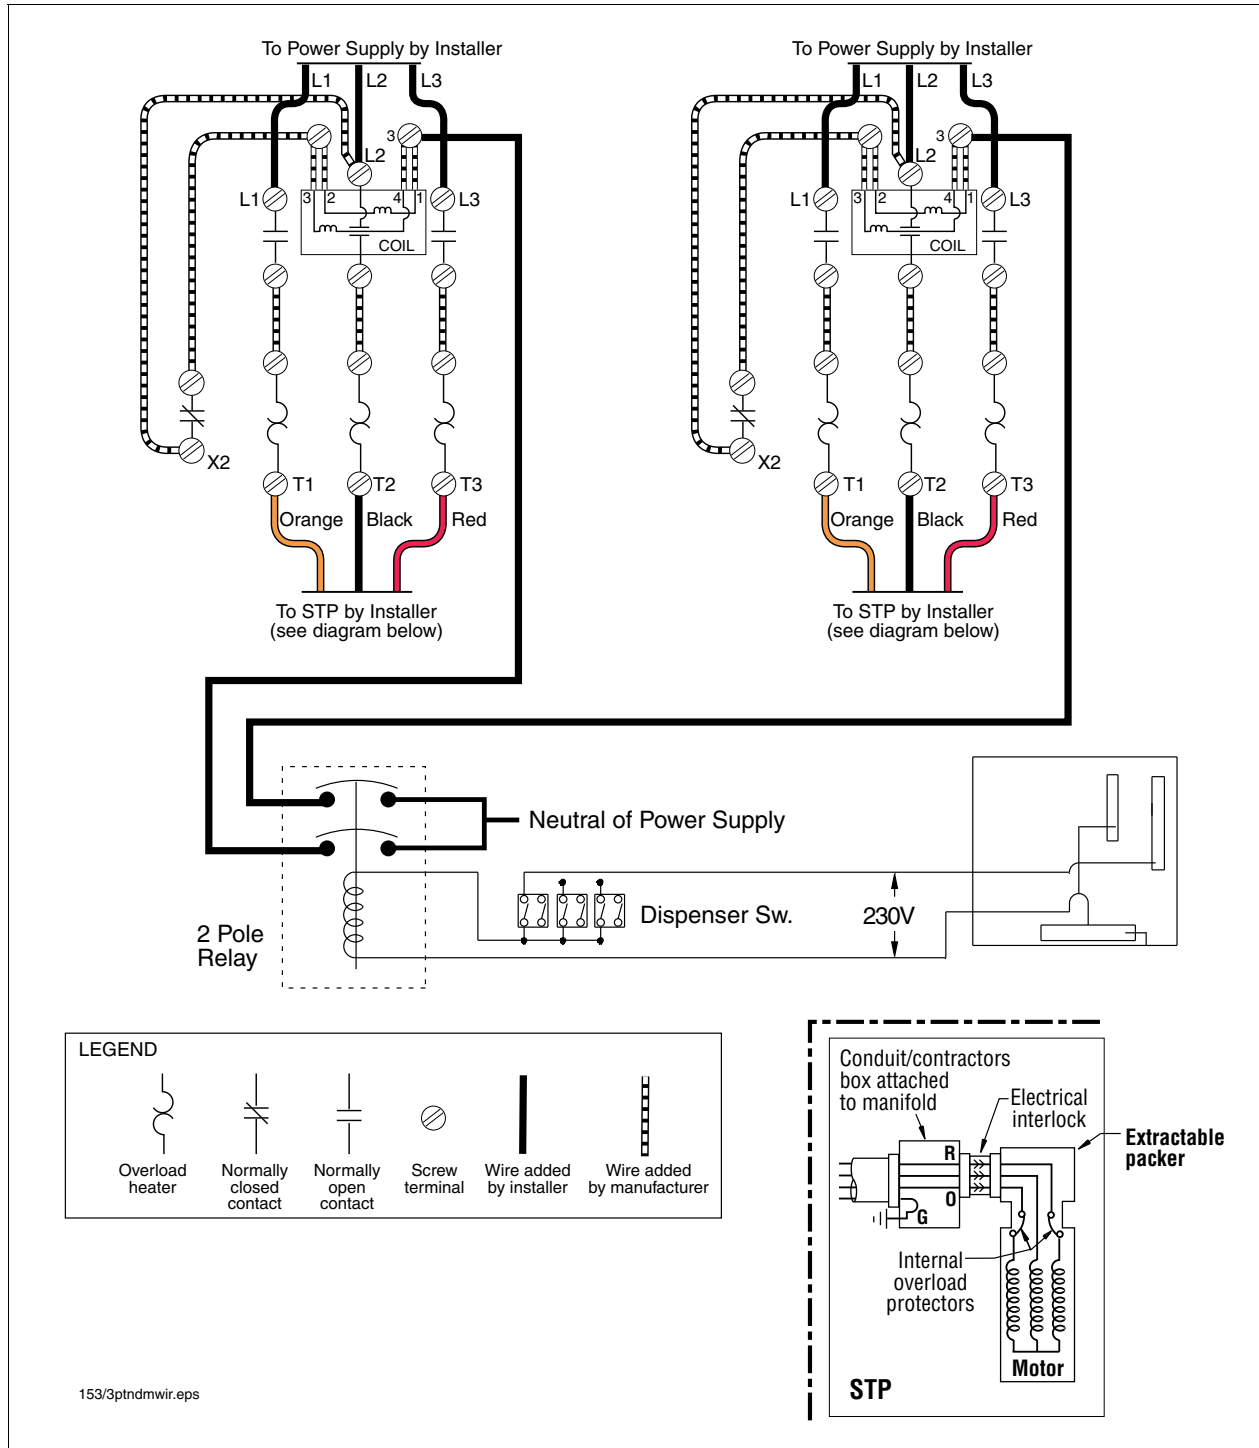 To Power Supply by Installer
L1 L2 L3
3
L2
L1
3 2 4 1
L3
COIL
X2
T1 T2 T3
Orange Black Red
To STP by Installer
(see diagram below)
To Power Supply by Installer
L1 L2 L3
3
L2
L1
3 2 4 1
L3
COIL
X2
T1 T2 T3
Orange Black Red
To STP by Installer
(see diagram below)
Neutral of Power Supply
Dispenser Sw.
230V
2 Pole
Relay
LEGEND
Overload
heater
Normally
closed
contact
Normally
open
contact
Screw
terminal
Wire added
by installer
Wire added
by manufacturer
Conduit/contractors
box attached
to manifold
Electrical
interlock
Extractable
packer
R
O
G
Internal
overload
protectors
Motor
STP
153/3ptndmwir.eps